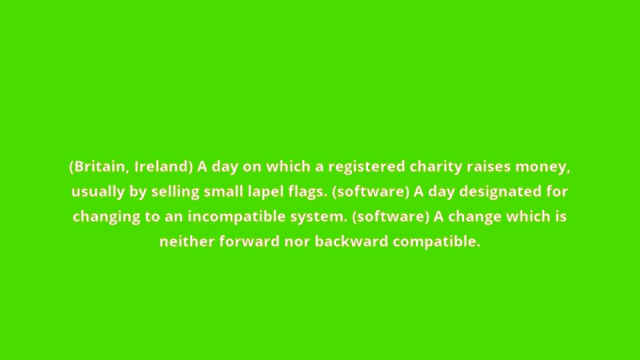 (Britain, Ireland) A day on which a registered charity raises money,
usually by selling small lapel flags. (software) A day designated for
changing to an incompatible system. (software) A change which is
neither forward nor backward compatible.